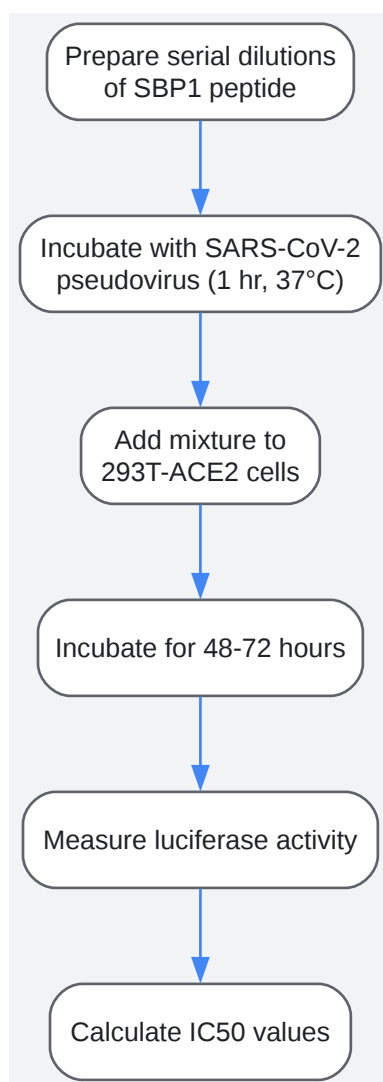 Prepare serial dilutions
of SBP1 peptide
Incubate with SARS-CoV-2
pseudovirus (1 hr, 37°C)
Add mixture to
293T-ACE2 cells
Incubate for 48-72 hours
Measure luciferase activity
Calculate IC50 values